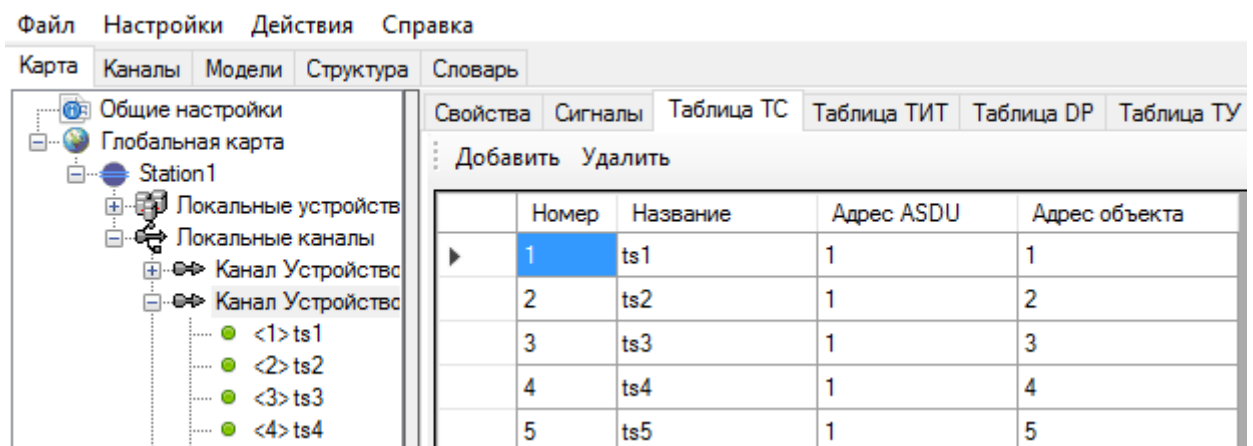 Файл Настройки Действия Справка
Карта Каналы Модели Структура Словарь
Общие настройки
Глобальная карта
Station1
Локальные устройств
Локальные каналы
Канал Устройство
Канал Устройство
<1> ts1
<2> ts2
<3> ts3
<4> ts4
Свойства Сигналы Таблица ТС Таблица ТИТ Таблица DP Таблица ТУ
Добавить Удалить
Номер Название Адрес ASDU Адрес объекта
1 ts1 1 1
2 ts2 1 2
3 ts3 1 3
4 ts4 1 4
5 ts5 1 5